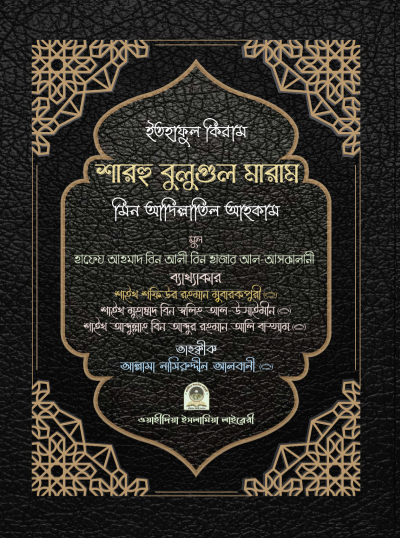 ইতহাফুল কিরাম
শারহু বুলুগুল মারাম
মিন আদিল্লাতিল আহকাম
মূল
হাফেয আহমাদ বিন আলী বিন হাজার আল-আসকালানী
ব্যাখ্যাকার
শাইখ শফিউর রহমান মুবারকপুরী
শাইখ মুহাম্মাদ বিন স্বলিহ আল-উসাইমীন
শাইখ আব্দুল্লাহ বিন আব্দুর রহমান আলি বাস্সাম
তাহক্বীক
আল্লামা নাসিরুদ্দীন আলবানী
ওয়াহীদিয়া ইসলামিয়া লাইব্রেরী